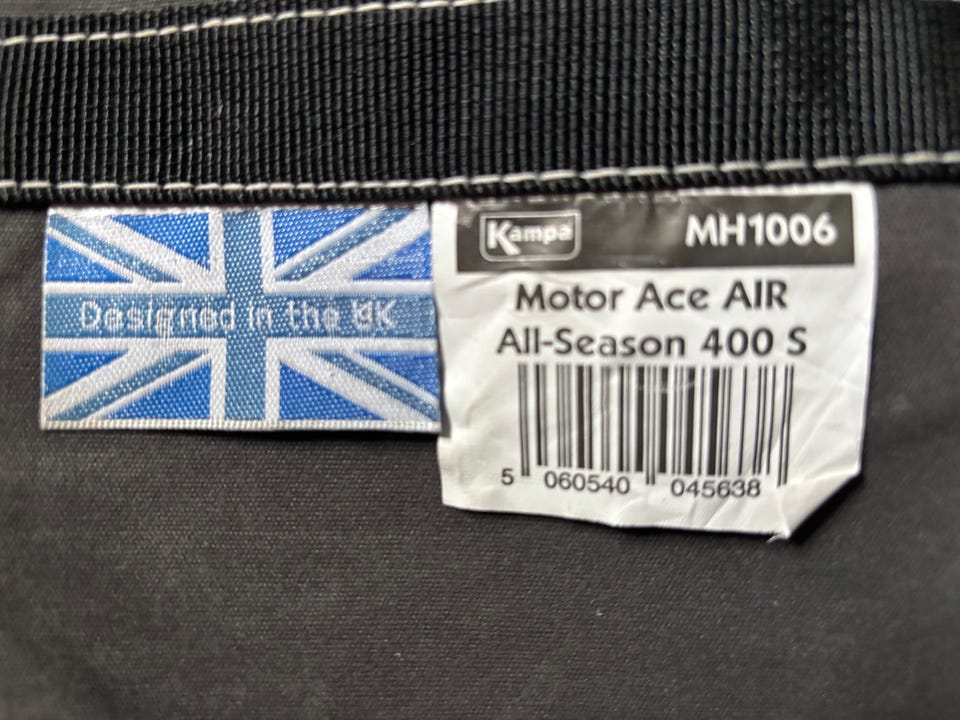 Designed in the UK
Kampa MH1006
Motor Ace AIR
All-Season 400 S
5 060540 045638